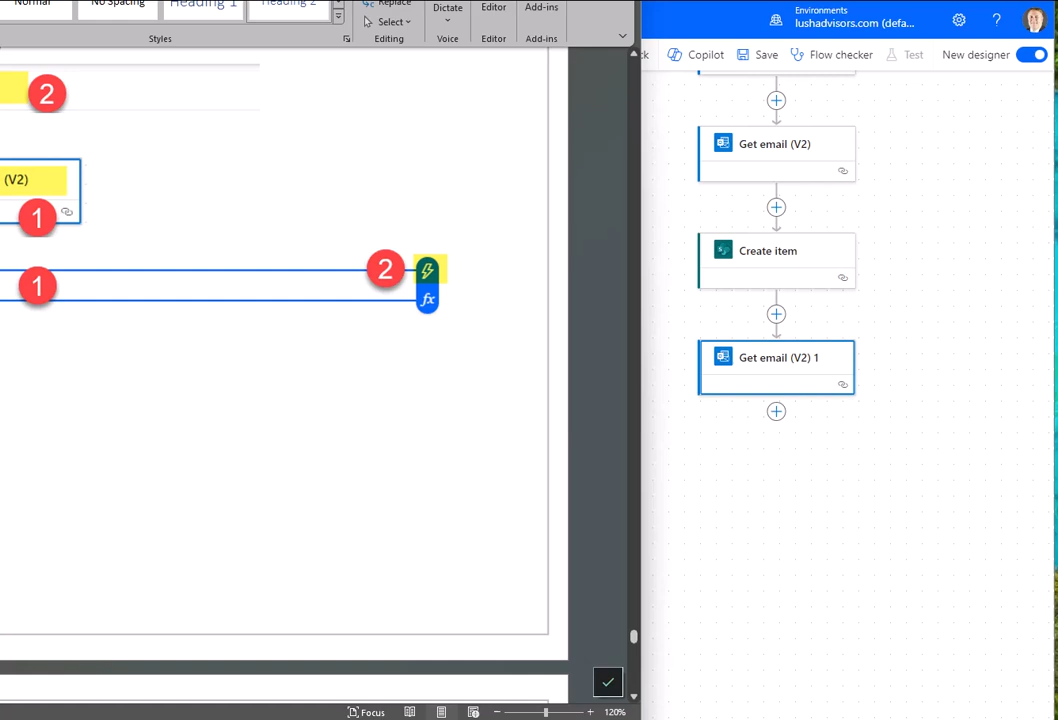 Normal No Spacing Heading 1 Heading 2
Replace
Select
Dictate
Editor
Add-ins
Styles
Editing
Voice
Editor
Add-ins
2
(V2)
1
1
2
fx
Focus
120%
Environments
lushadvisors.com (defa...
Copilot Save Flow checker Test New designer
Get email (V2)
Create item
Get email (V2) 1